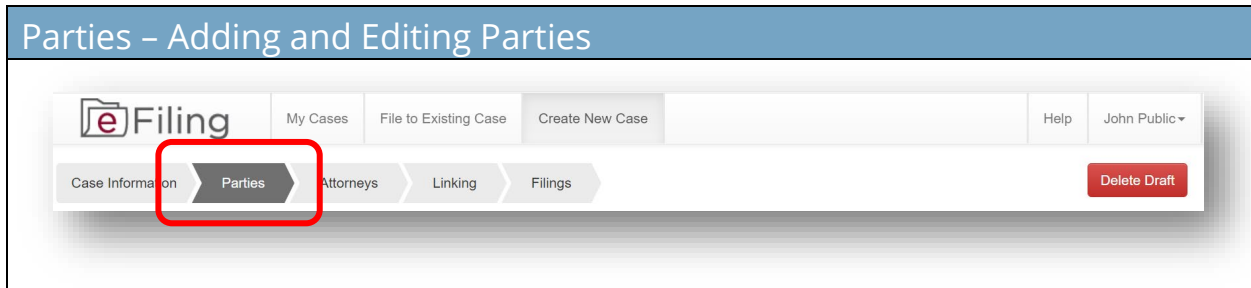 Parties – Adding and Editing Parties
eFiling My Cases File to Existing Case Create New Case Help John Public
Case Information Parties Attorneys Linking Filings Delete Draft